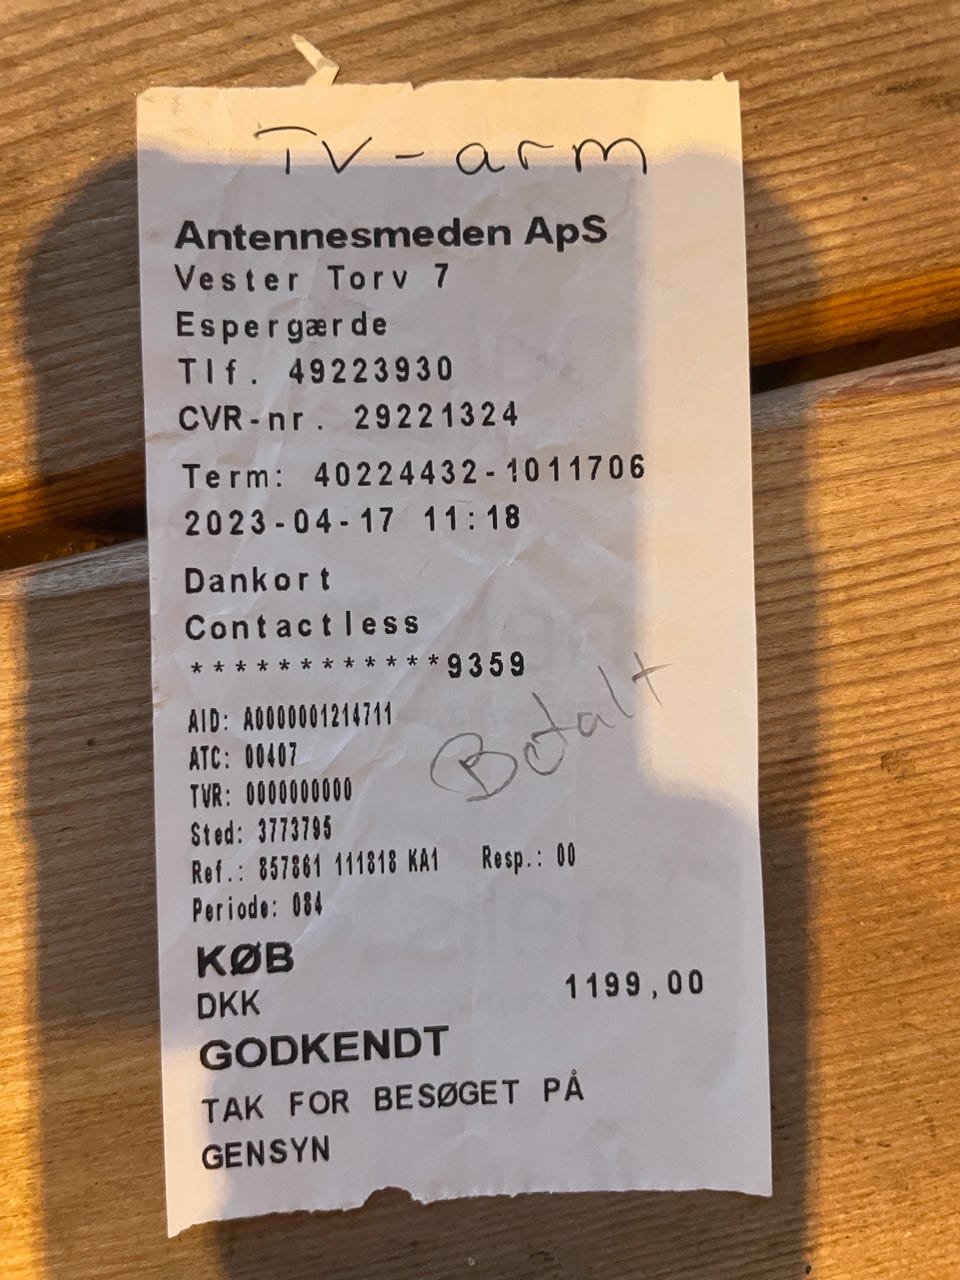 TV-arm
Antennesmeden ApS
Vester Torv 7
Espergærde
Tlf. 49223930
CVR-nr. 29221324
Term: 40224432-1011706
2023-04-17 11:18
Dankort
Contactless
************9359
AID: A0000001214711
ATC: 00407
Betalt
TVR: 0000000000
Sted: 3773795
Ref.: 857861 111818 KA1 Resp.: 00
Periode: 084
KØB
DKK 1199,00
GODKENDT
TAK FOR BESØGET PÅ
GENSYN